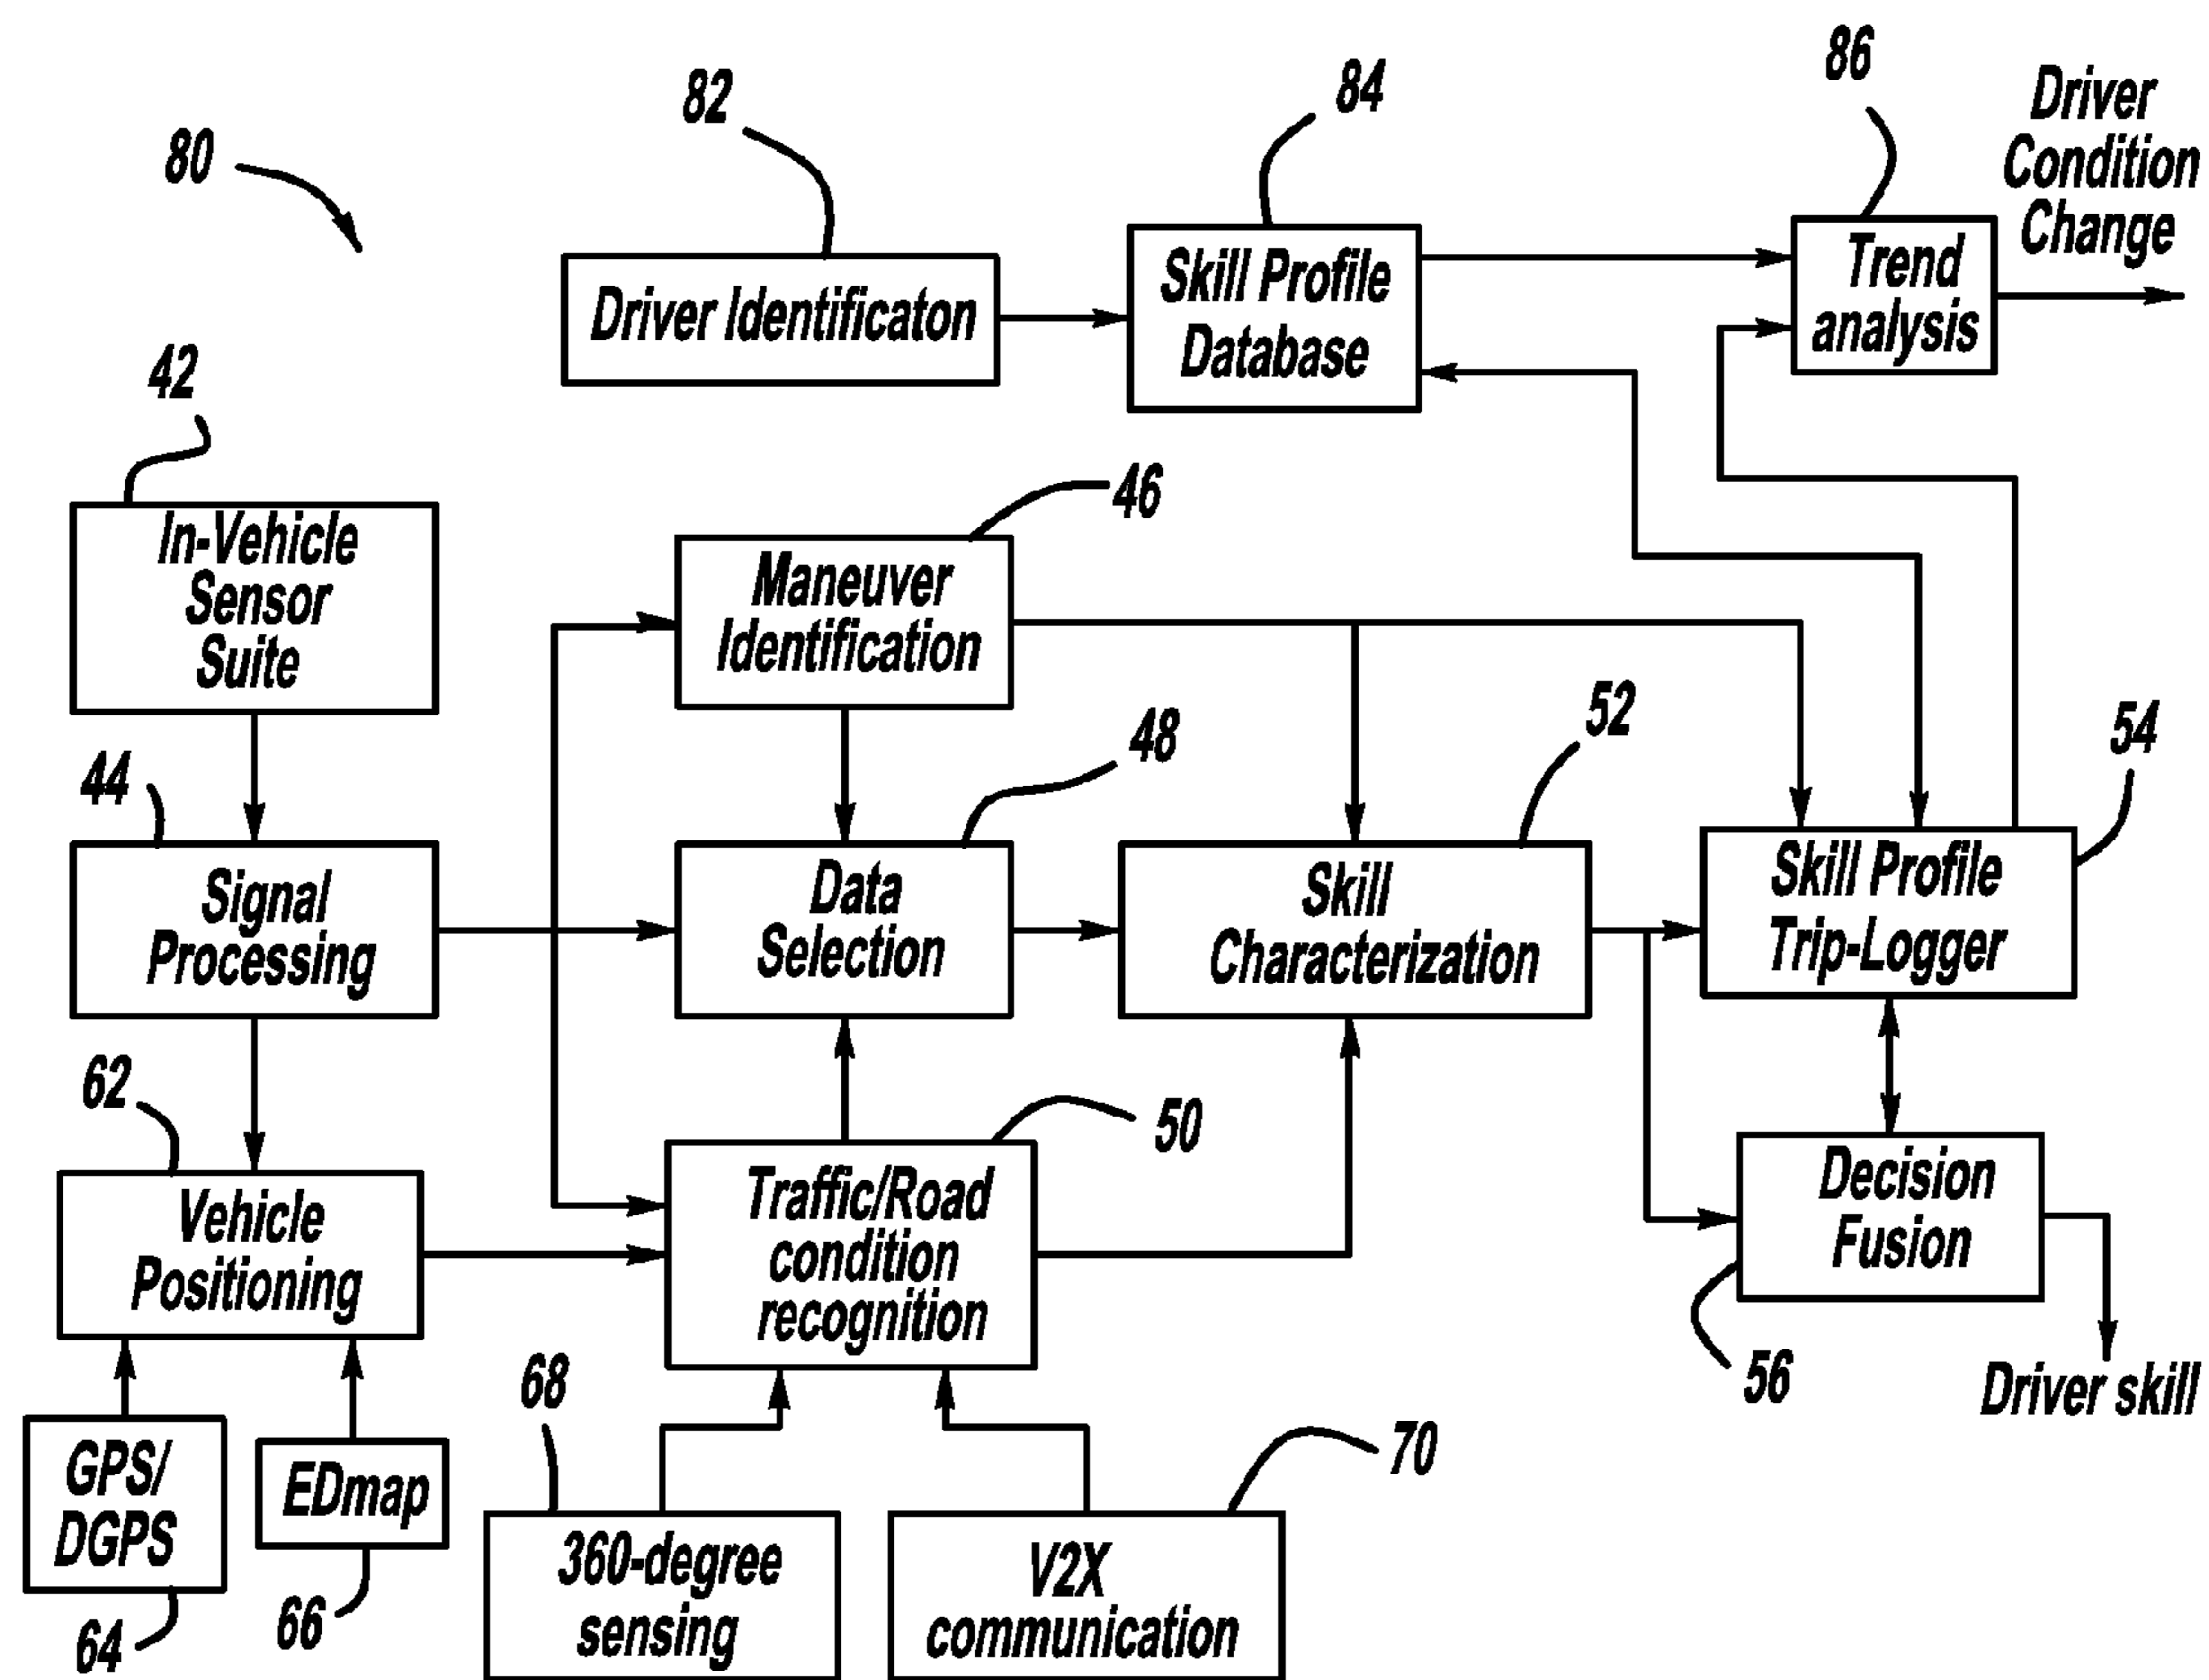 80
82
84
86
Driver
Condition
Change
Driver Identificaton
Skill Profile
Database
Trend
analysis
42
In-Vehicle
Sensor
Suite
46
Maneuver
Identification
44
Signal
Processing
48
Data
Selection
52
Skill
Characterization
54
Skill Profile
Trip-Logger
62
Vehicle
Positioning
50
Traffic/Road
condition
recognition
Decision
Fusion
56
Driver skill
GPS/
DGPS
64
EDmap
66
68
360-degree
sensing
70
V2X
communication